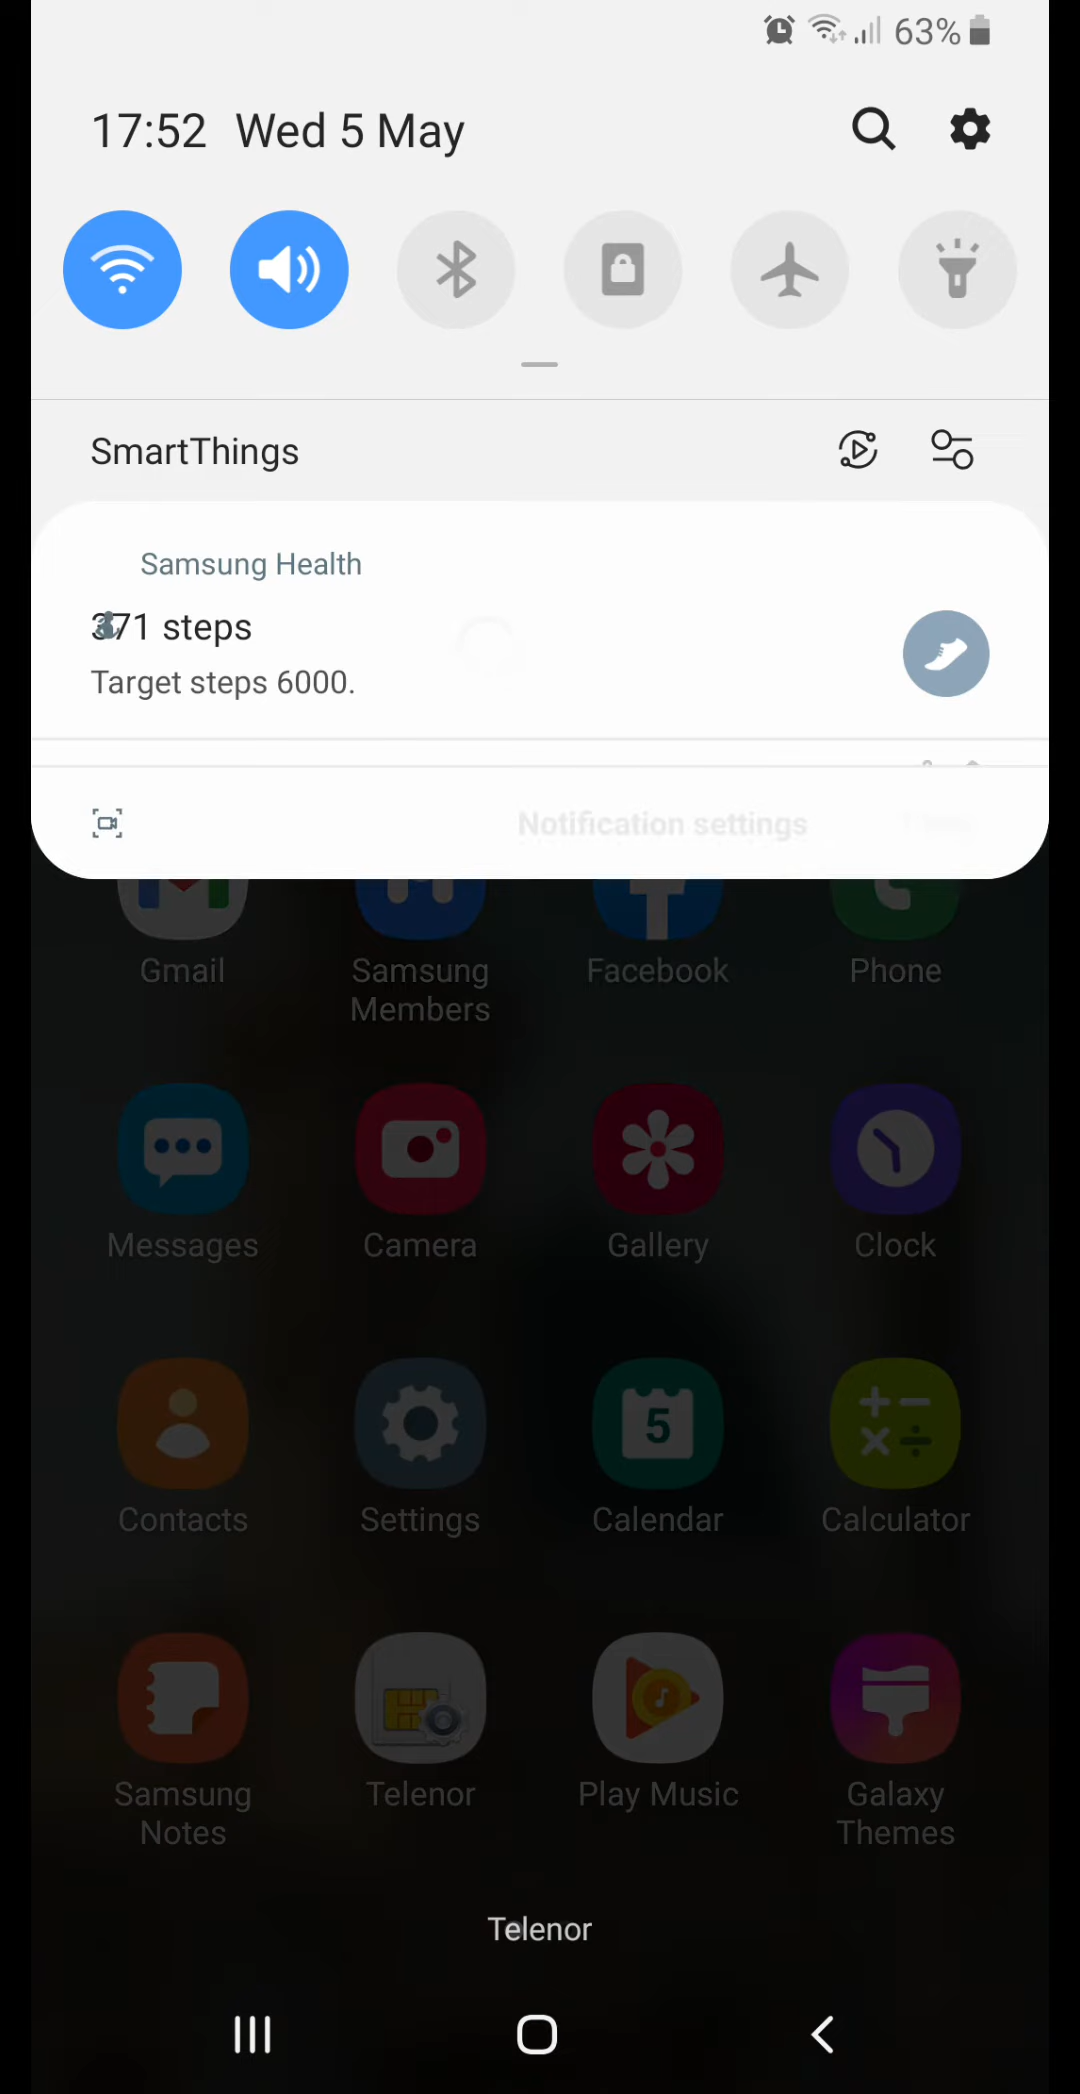 63%
17:52 Wed 5 May
SmartThings
Samsung Health
371 steps
Target steps 6000.
Notification settings
Gmail
Samsung Members
Facebook
Phone
Messages
Camera
Gallery
Clock
5
Contacts
Settings
Calendar
Calculator
Samsung Notes
Telenor
Play Music
Galaxy Themes
Telenor